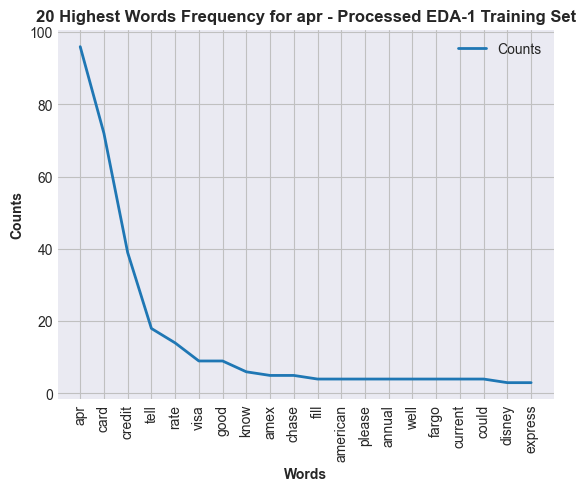 20 Highest Words Frequency for apr - Processed EDA-1 Training Set
Counts
100
80
60
40
20
0
Counts
apr
card
credit
tell
rate
visa
good
know
amex
chase
fill
american
please
annual
well
fargo
current
could
disney
express
Words